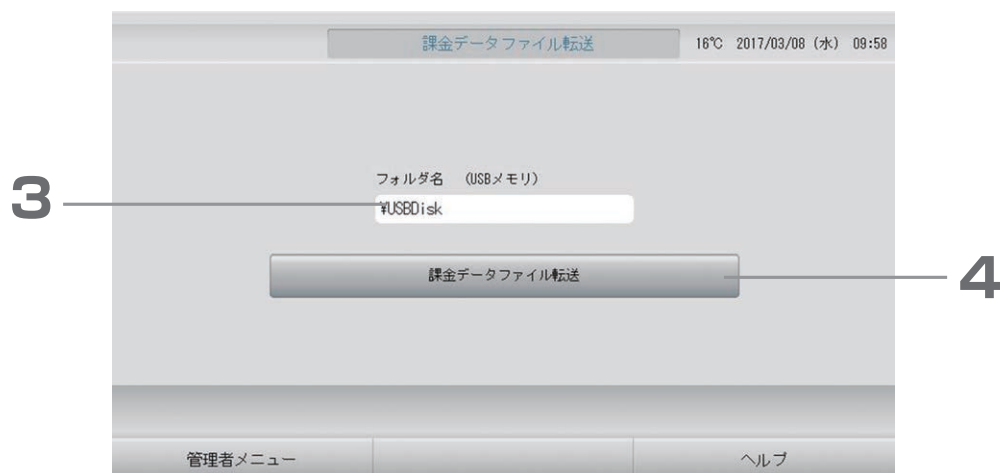 課金データファイル転送 16℃ 2017/03/08 (水) 09:58
フォルダ名 (USBメモリ)
3 ¥USBDisk
課金データファイル転送 4
管理者メニュー ヘルプ